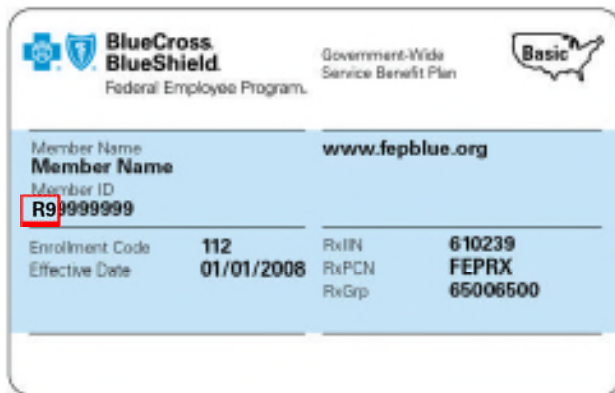 BlueCross
BlueShield
Federal Employee Program.
Government-Wide
Service Benefit Plan
Basic
Member Name
Member Name
Member ID
R99999999
www.fepblue.org
Enrollment Code 112
Effective Date 01/01/2008
RxIIN 610239
RxPCN FEPRX
RxGrp 65006500